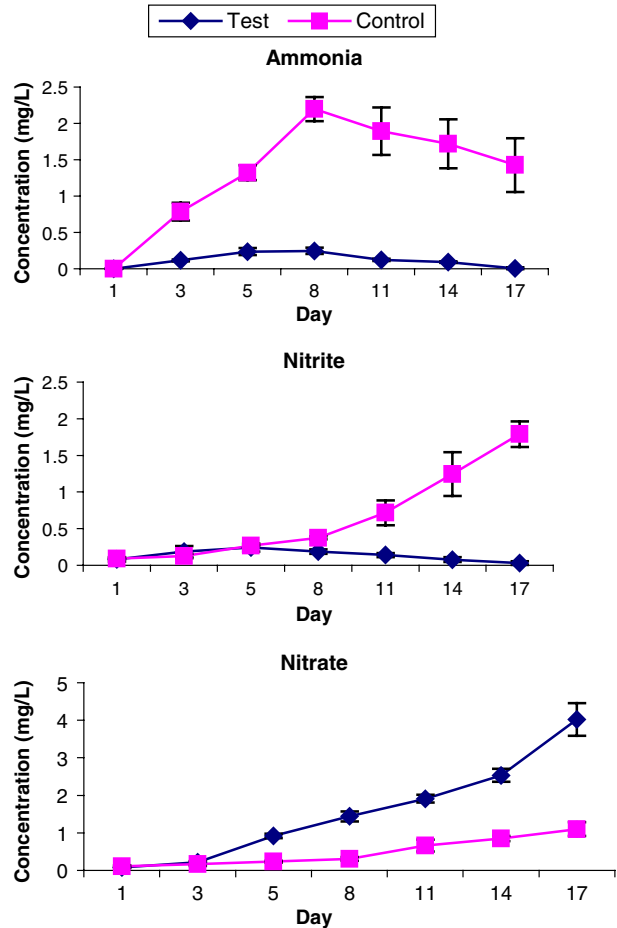 Test Control
Ammonia
Concentration (mg/L)
2.5
2
1.5
1
0.5
0
1 3 5 8 11 14 17
Day
Nitrite
Concentration (mg/L)
2.5
2
1.5
1
0.5
0
1 3 5 8 11 14 17
Day
Nitrate
Concentration (mg/L)
5
4
3
2
1
0
1 3 5 8 11 14 17
Day